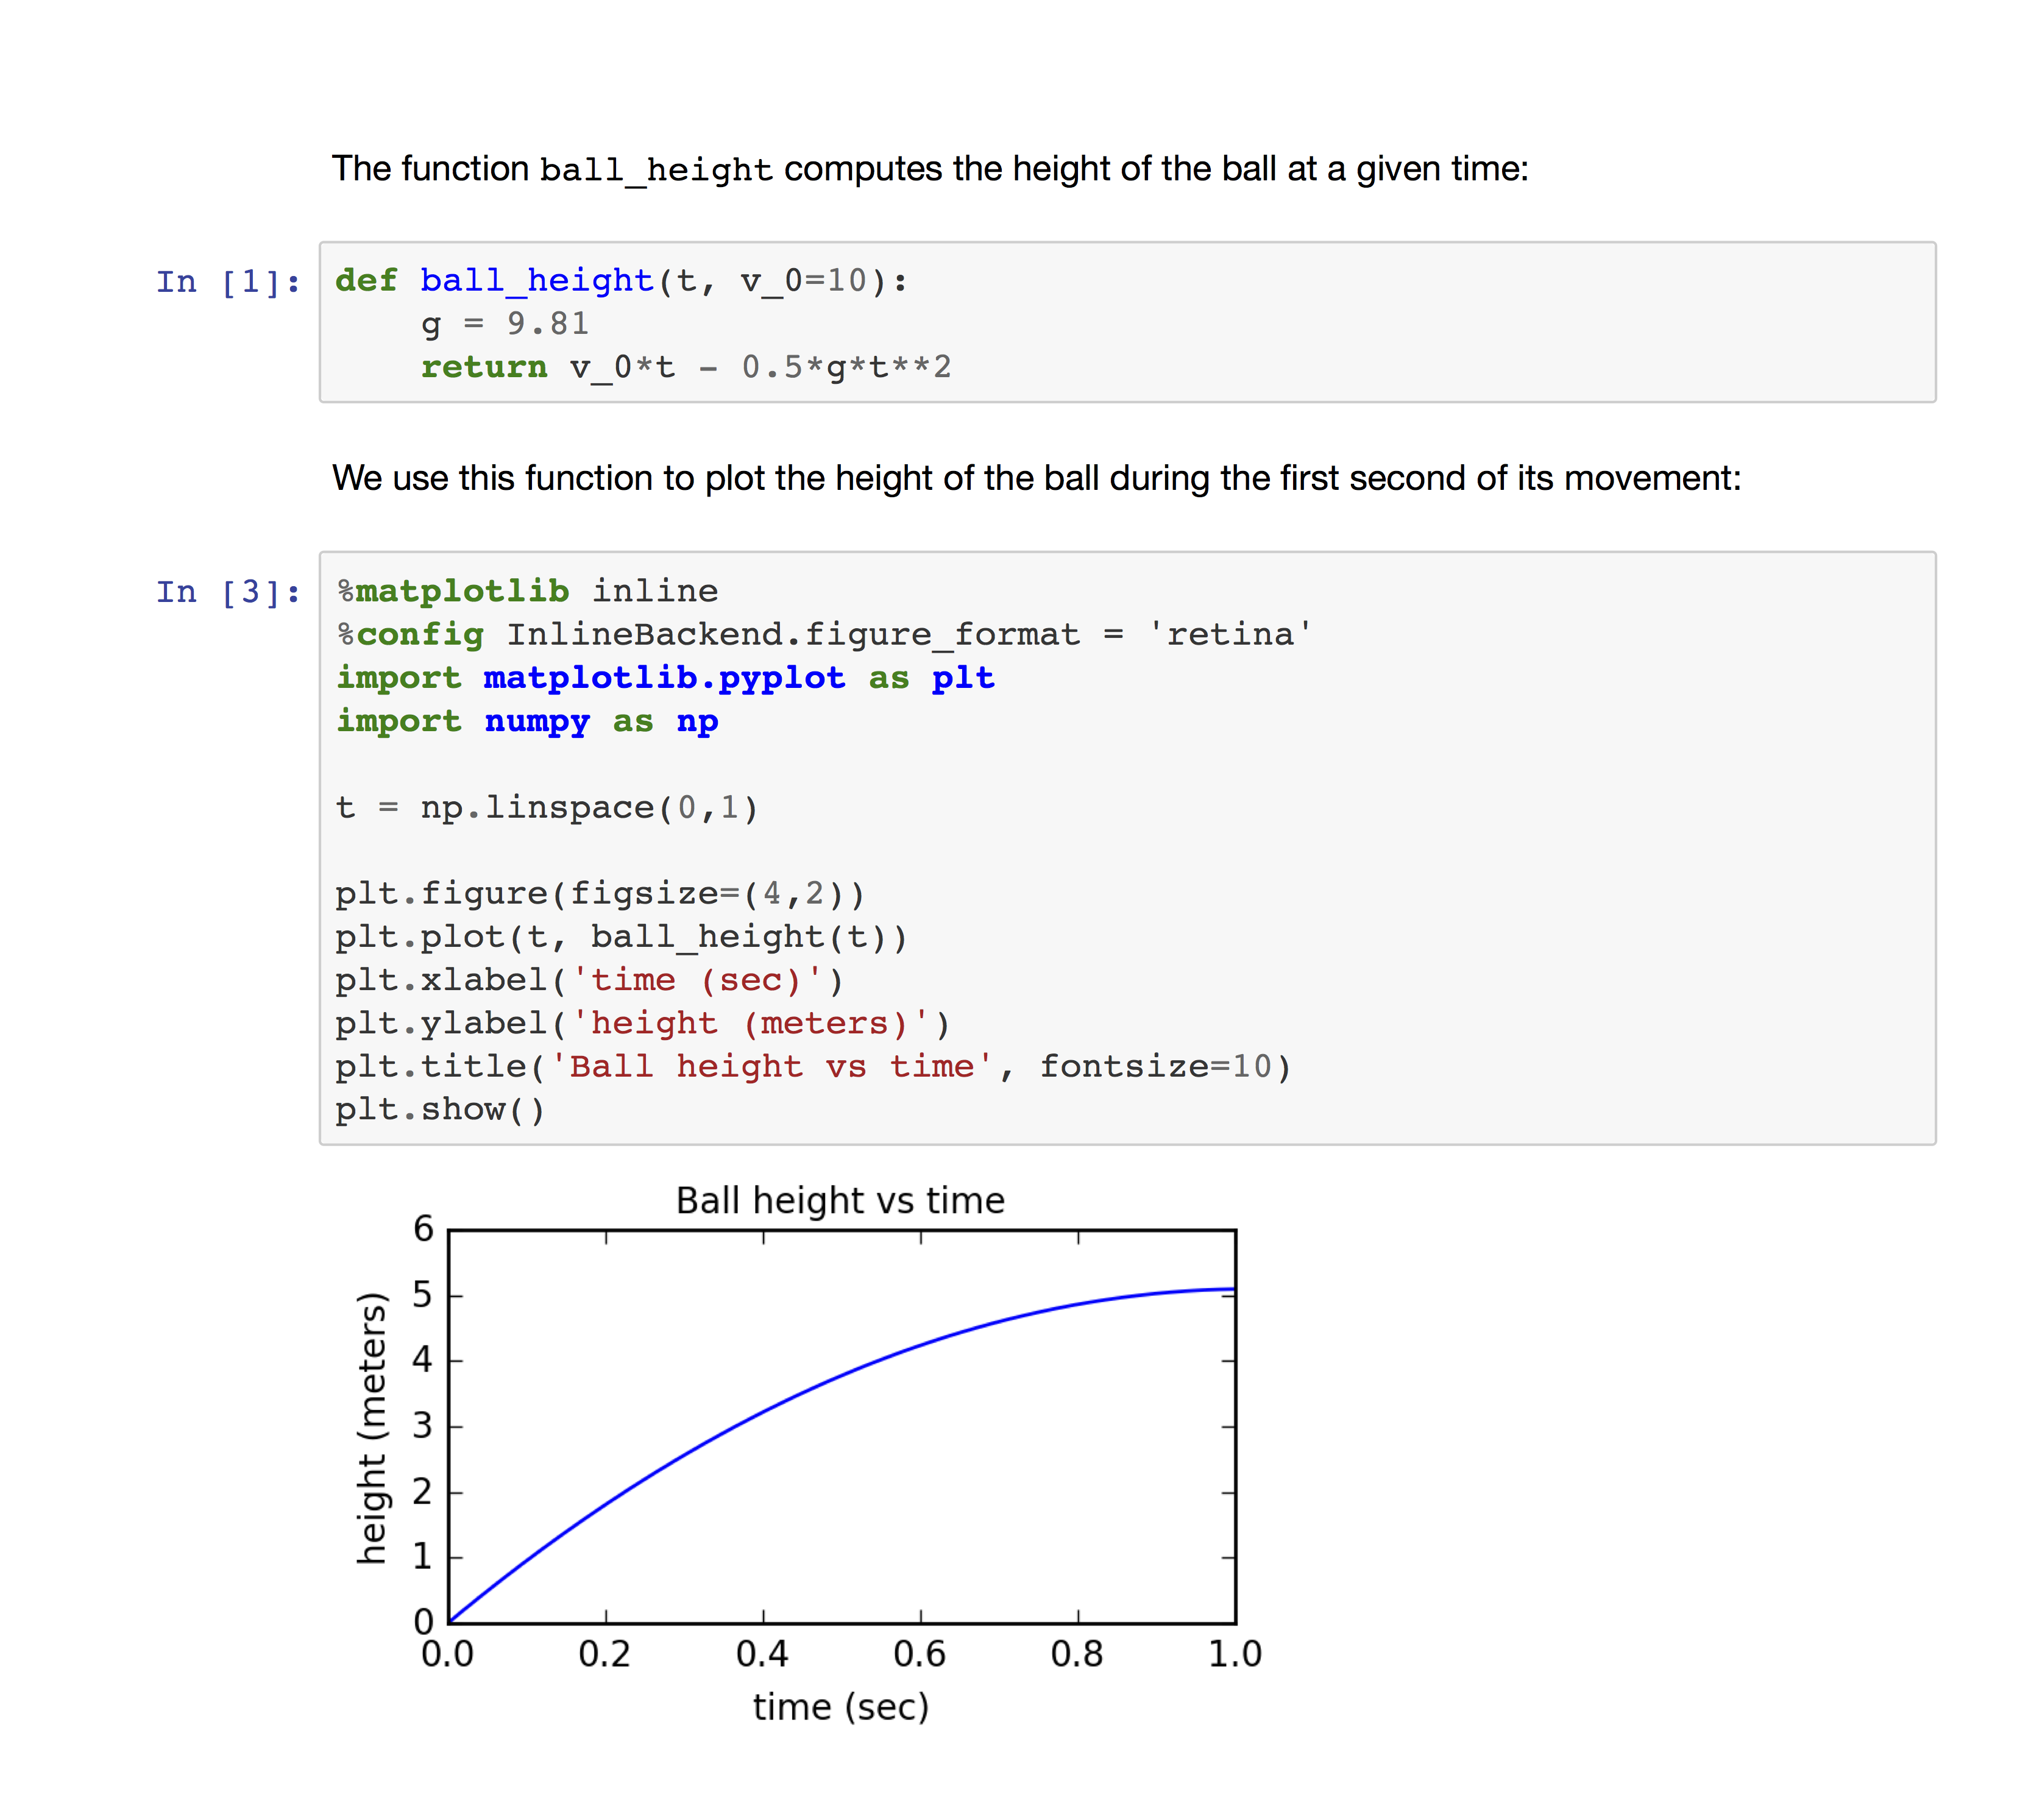 The function ball_height computes the height of the ball at a given time:
In [1]:
def ball_height(t, v_0=10):
    g = 9.81
    return v_0*t - 0.5*g*t**2
We use this function to plot the height of the ball during the first second of its movement:
In [3]:
%matplotlib inline
%config InlineBackend.figure_format = 'retina'
import matplotlib.pyplot as plt
import numpy as np
t = np.linspace(0,1)
plt.figure(figsize=(4,2))
plt.plot(t, ball_height(t))
plt.xlabel('time (sec)')
plt.ylabel('height (meters)')
plt.title('Ball height vs time', fontsize=10)
plt.show()
Ball height vs time
height (meters)
6
5
4
3
2
1
0
0.0 0.2 0.4 0.6 0.8 1.0
time (sec)